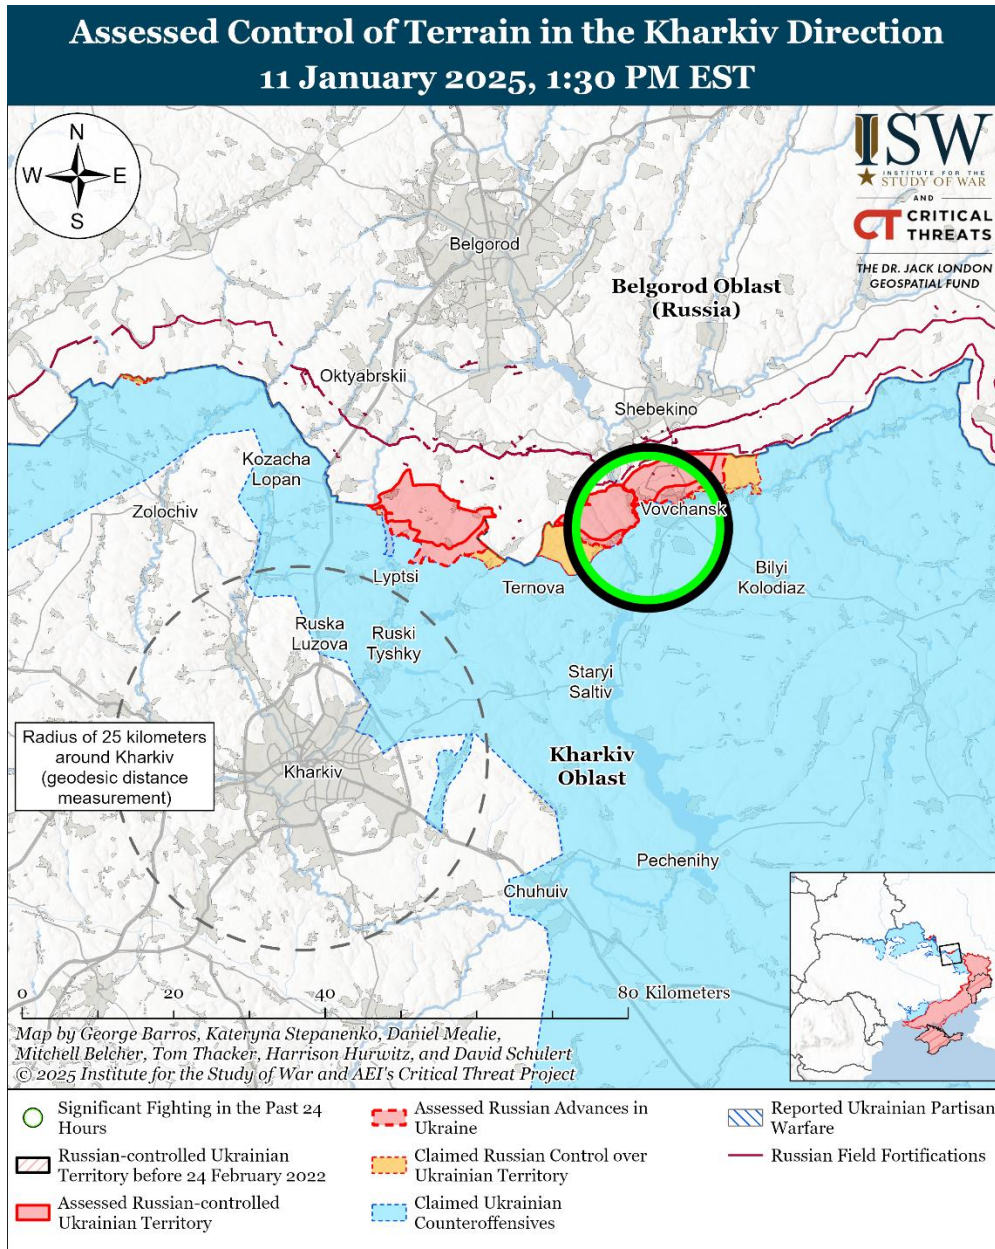 Assessed Control of Terrain in the Kharkiv Direction
11 January 2025, 1:30 PM EST
N
W
E
S
ISW
INSTITUTE FOR THE
STUDY OF WAR
AND
CT CRITICAL
THREATS
THE DR. JACK LONDON
GEOSPATIAL FUND
Belgorod
Belgorod Oblast
(Russia)
Oktyabrskii
Shebekino
Kozacha
Lopan
Zolochiv
Vovchansk
Lyptsi
Ternova
Bilyi
Kolodiaz
Ruska
Luzova
Ruski
Tyshky
Staryi
Saltiv
Radius of 25 kilometers
around Kharkiv
(geodesic distance
measurement)
Kharkiv
Kharkiv
Oblast
Pechenihy
Chuhuiv
0
20
40
80 Kilometers
Map by George Barros, Kateryna Stepanenko, Daniel Mealie,
Mitchell Belcher, Tom Thacker, Harrison Hurwitz, and David Schulert
© 2025 Institute for the Study of War and AEI's Critical Threat Project
Significant Fighting in the Past 24
Hours
Russian-controlled Ukrainian
Territory before 24 February 2022
Assessed Russian-controlled
Ukrainian Territory
Assessed Russian Advances in
Ukraine
Claimed Russian Control over
Ukrainian Territory
Claimed Ukrainian
Counteroffensives
Reported Ukrainian Partisan
Warfare
Russian Field Fortifications